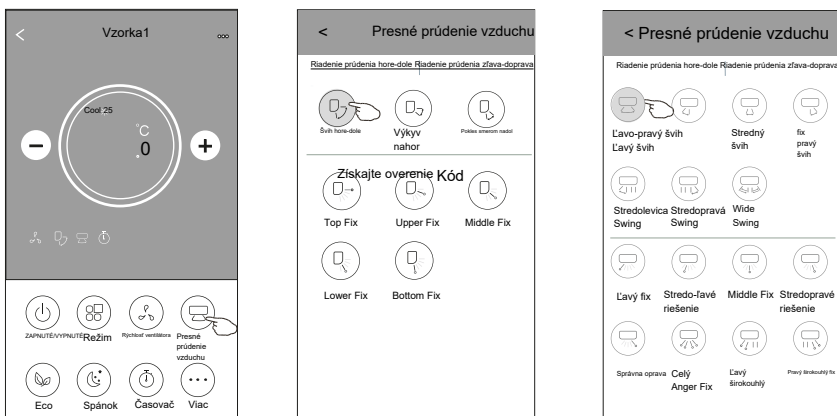 Vzorka1
Cool 25
°C
0
ZAPNUTÉ/VYPNUTÉ
Režim
Rýchlosť ventilátora
Presné
prúdenie
vzduchu
Eco
Spánok
Časovač
Viac
< Presné prúdenie vzduchu
Riadenie prúdenia hore-dole Riadenie prúdenia zľava-doprava
Švih hore-dole
Výkyv
nahor
Pokles smerom nadol
Získajte overenie Kód
Top Fix
Upper Fix
Middle Fix
Lower Fix
Bottom Fix
< Presné prúdenie vzduchu
Riadenie prúdenia hore-dole Riadenie prúdenia zľava-doprava
Ľavo-pravý švih
Ľavý švih
Stredný
švih
fix
pravý
švih
Stredolevica
Swing
Stredopravá
Swing
Wide
Swing
Ľavý fix
Stredo-ľavé
riešenie
Middle Fix
Stredopravé
riešenie
Správna oprava
Celý
Anger Fix
Ľavý
širokouhlý
Pravý širokouhlý fix